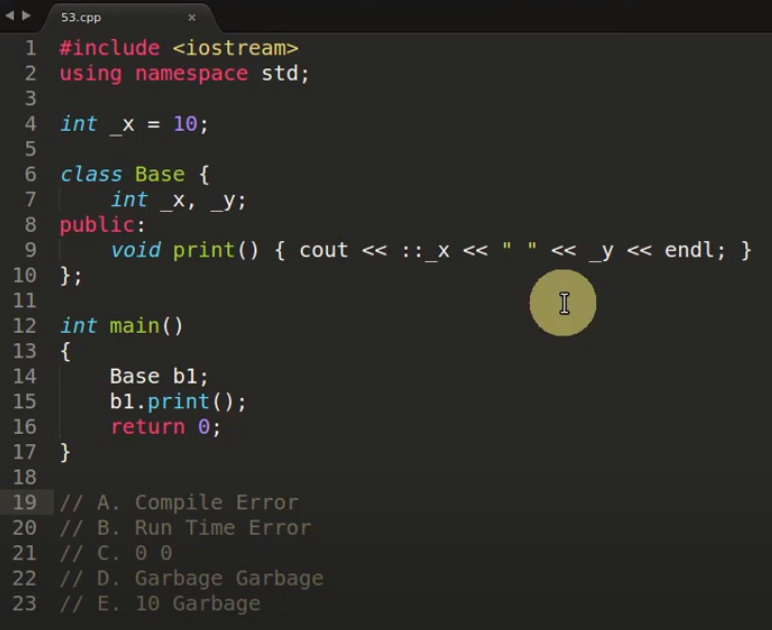 53.cpp ×
1 #include <iostream>
2 using namespace std;
3
4 int _x = 10;
5
6 class Base {
7     int _x, _y;
8 public:
9     void print() { cout << ::_x << " " << _y << endl; }
10 };
11
12 int main()
13 {
14     Base b1;
15     b1.print();
16     return 0;
17 }
18
19 // A. Compile Error
20 // B. Run Time Error
21 // C. 0 0
22 // D. Garbage Garbage
23 // E. 10 Garbage